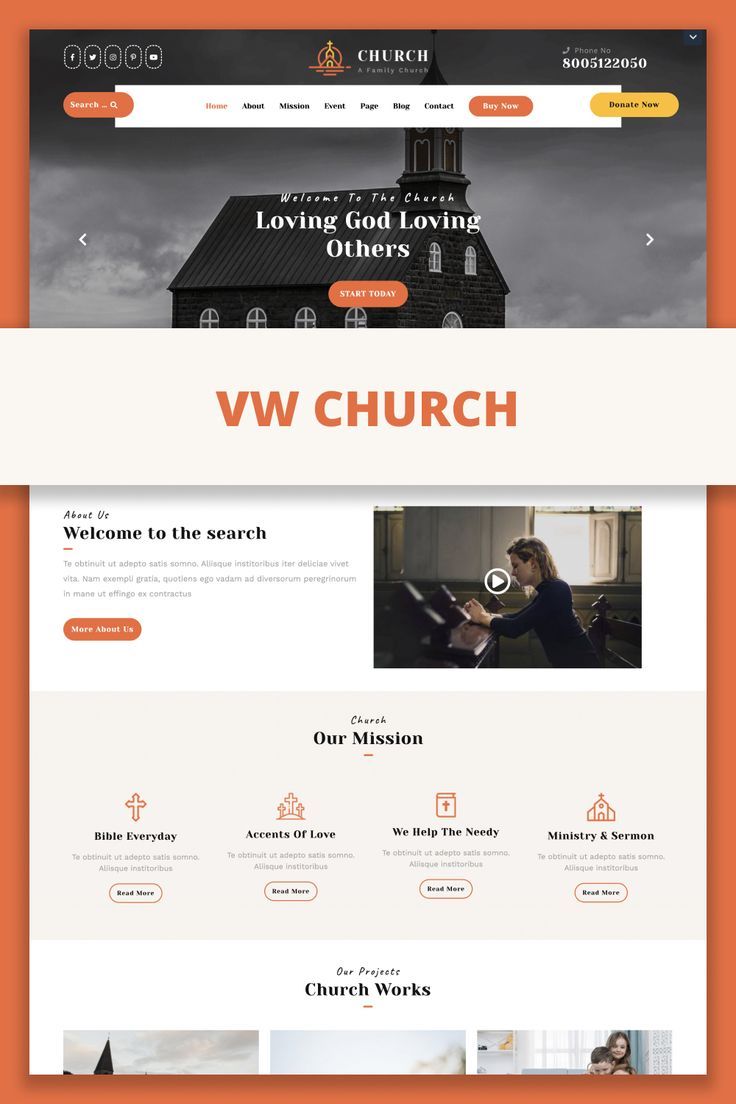 CHURCH
A Family Church
Phone No
8005122050
Search ...
Home About Mission Event Page Blog Contact Buy Now
Donate Now
Welcome To The Church
Loving God Loving
Others
START TODAY
VW CHURCH
About Us
Welcome to the search
Te obtinuit ut adepto satis somno. Aliisque institoribus iter deliciae vivet
vita. Nam exempli gratia, quotiens ego vadam ad diversorum peregrinorum
in mane ut effingo ex contractus
More About Us
Church
Our Mission
Bible Everyday
Te obtinuit ut adepto satis somno.
Aliisque institoribus
Read More
Accents Of Love
Te obtinuit ut adepto satis somno.
Aliisque institoribus
Read More
We Help The Needy
Te obtinuit ut adepto satis somno.
Aliisque institoribus
Read More
Ministry & Sermon
Te obtinuit ut adepto satis somno.
Aliisque institoribus
Read More
Our Projects
Church Works